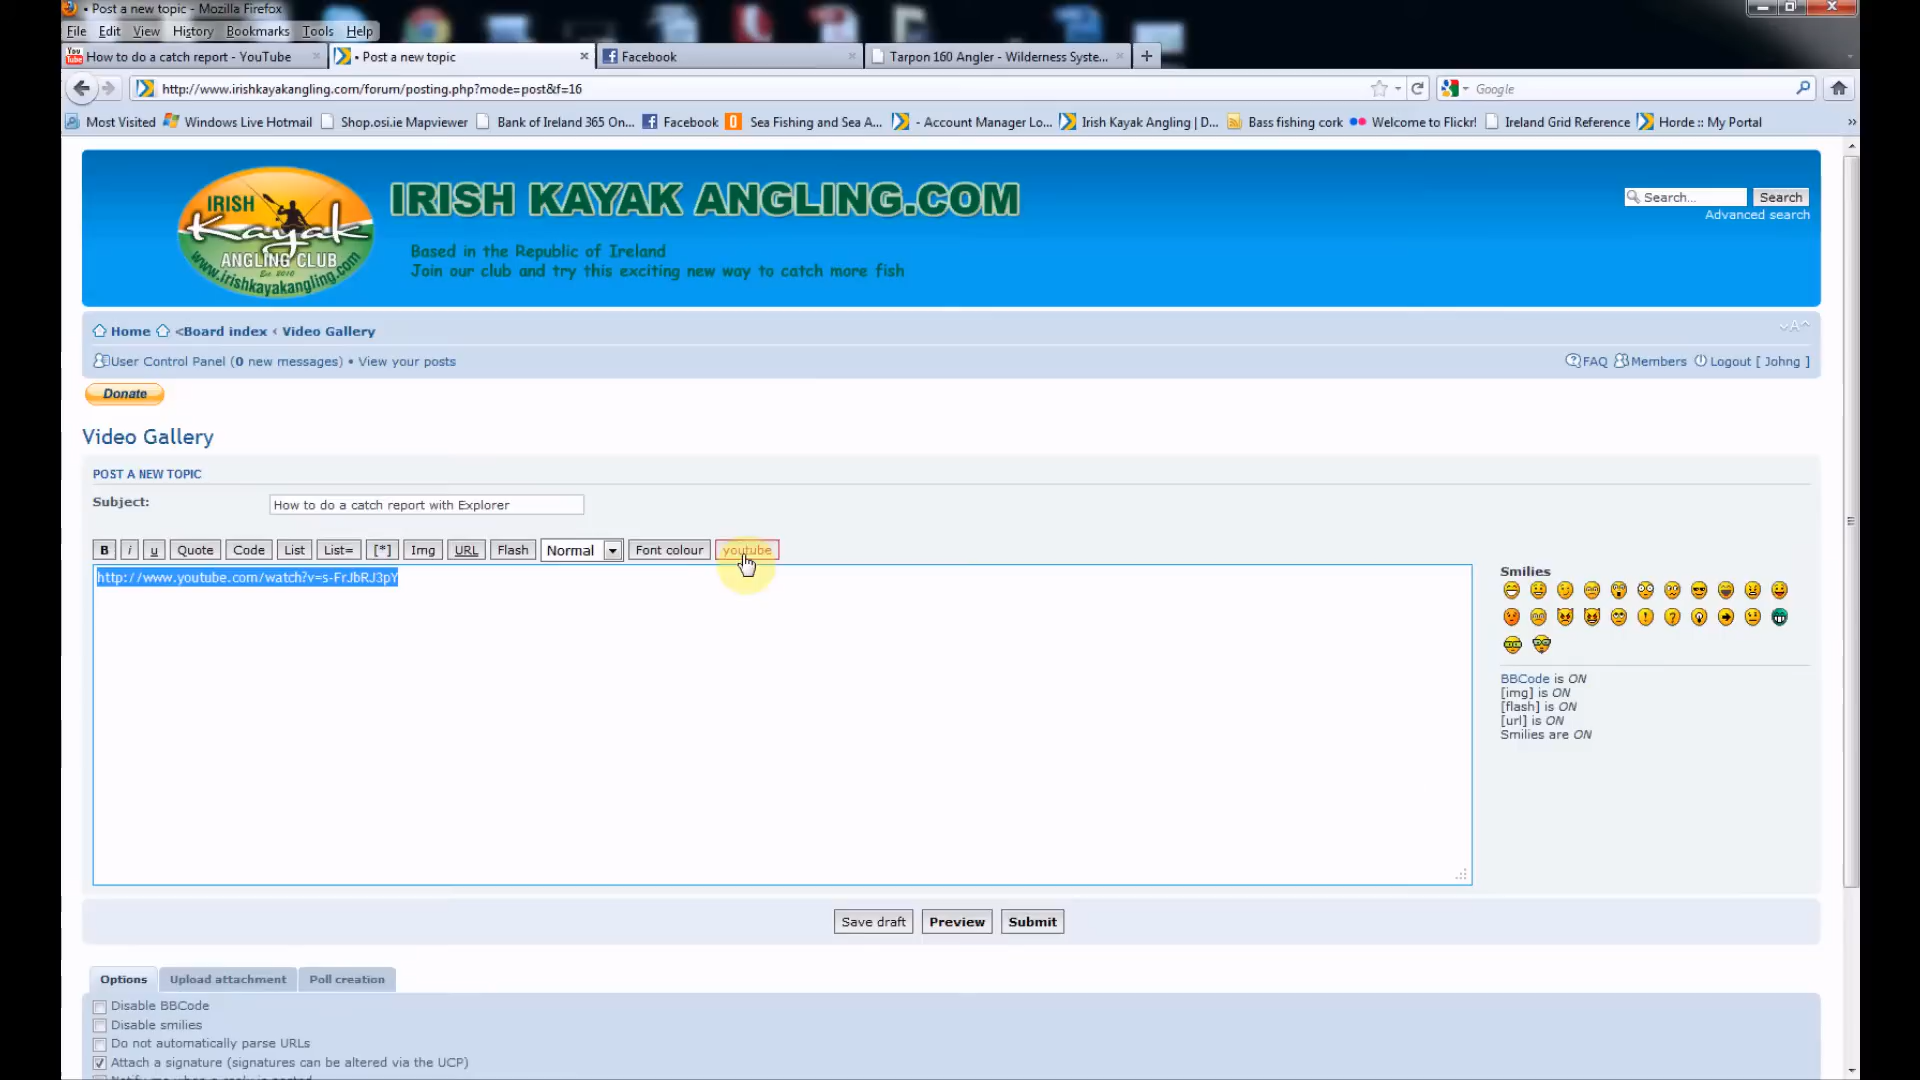 • Post a new topic - Mozilla Firefox
File Edit View History Bookmarks Tools Help
You Tube How to do a catch report - YouTube × • Post a new topic × Facebook × Tarpon 160 Angler - Wilderness Syste... × +
http://www.irishkayakangling.com/forum/posting.php?mode=post&f=16 Google
Most Visited Windows Live Hotmail Shop.osi.ie Mapviewer Bank of Ireland 365 On... Facebook Sea Fishing and Sea A... - Account Manager Lo... Irish Kayak Angling | D... Bass fishing cork Welcome to Flickr! Ireland Grid Reference Horde :: My Portal »
IRISH
Kayak
ANGLING CLUB
Est 2010
www.irishkayakangling.com
IRISH KAYAK ANGLING.COM
Based in the Republic of Ireland
Join our club and try this exciting new way to catch more fish
Search... Search
Advanced search
Home <Board index ‹ Video Gallery
User Control Panel (0 new messages) • View your posts
FAQ Members Logout [ Johng ]
Donate
Video Gallery
POST A NEW TOPIC
Subject: How to do a catch report with Explorer
B i u Quote Code List List= [*] Img URL Flash Normal Font colour youtube
http://www.youtube.com/watch?v=s-FrJbRJ3pY
Smilies
BBCode is ON
[img] is ON
[flash] is ON
[url] is ON
Smilies are ON
Save draft Preview Submit
Options Upload attachment Poll creation
Disable BBCode
Disable smilies
Do not automatically parse URLs
Attach a signature (signatures can be altered via the UCP)
Notify me when a reply is posted